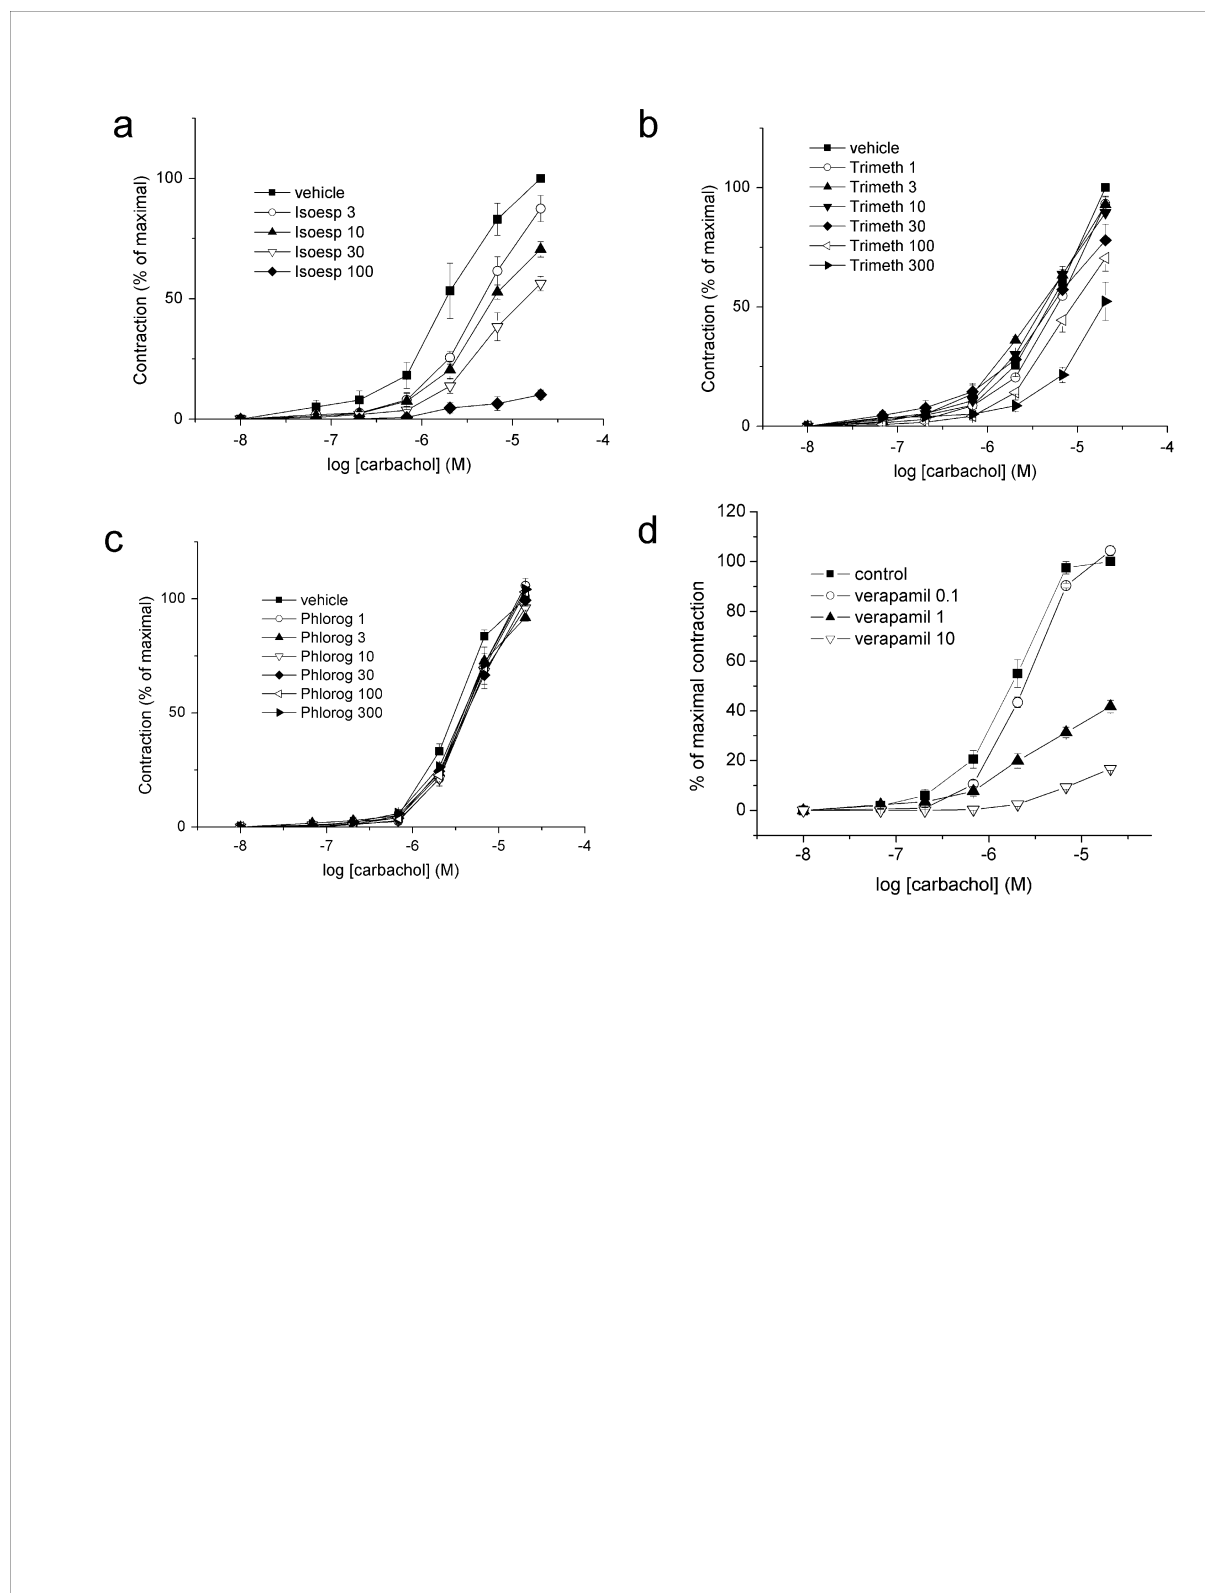 a
100
50
0
Contraction (% of maximal)
vehicle
Isoesp 3
Isoesp 10
Isoesp 30
Isoesp 100
-8
-7
-6
-5
-4
log [carbachol] (M)
b
100
50
0
Contraction (% of maximal)
vehicle
Trimeth 1
Trimeth 3
Trimeth 10
Trimeth 30
Trimeth 100
Trimeth 300
-8
-7
-6
-5
-4
log [carbachol] (M)
c
100
50
0
Contraction (% of maximal)
vehicle
Phlorog 1
Phlorog 3
Phlorog 10
Phlorog 30
Phlorog 100
Phlorog 300
-8
-7
-6
-5
-4
log [carbachol] (M)
d
120
100
80
60
40
20
0
% of maximal contraction
control
verapamil 0.1
verapamil 1
verapamil 10
-8
-7
-6
-5
log [carbachol] (M)